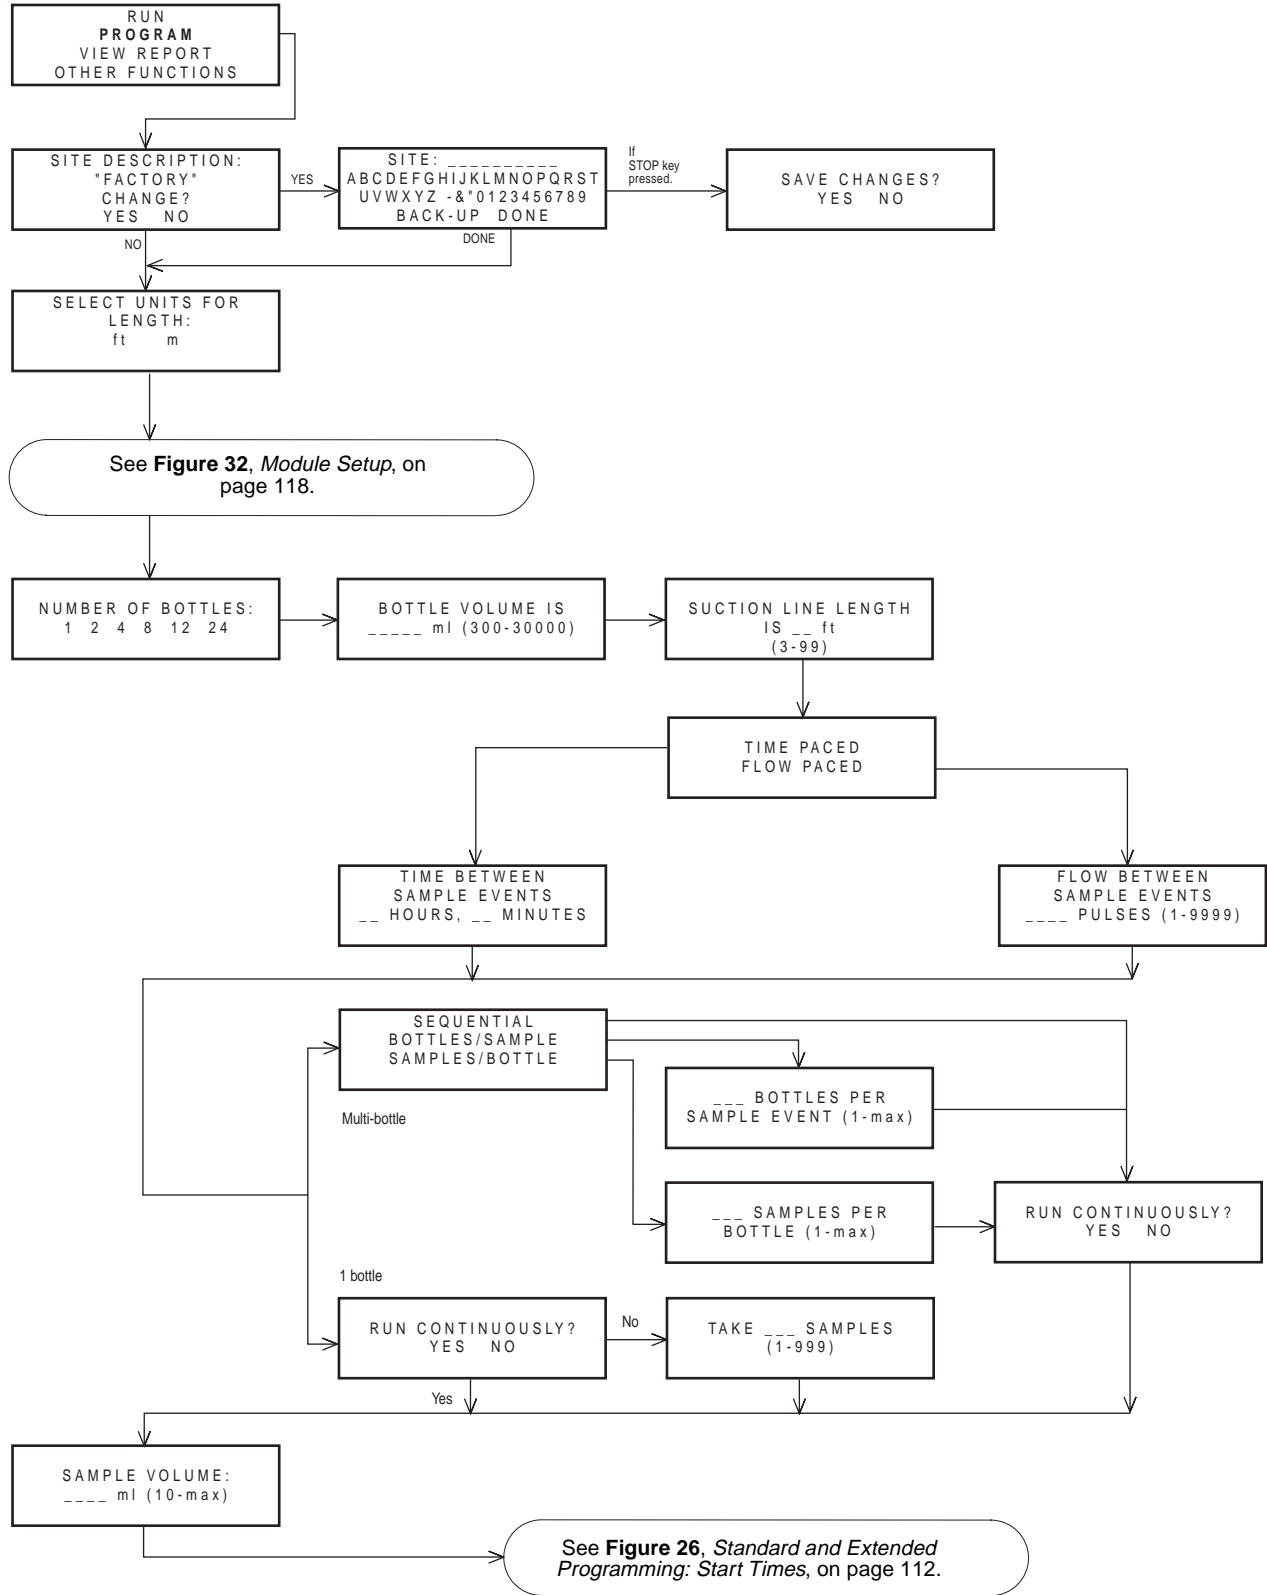 RUN
PROGRAM
VIEW REPORT
OTHER FUNCTIONS
SITE DESCRIPTION:
"FACTORY"
CHANGE?
YES NO
YES
SITE: __________
ABCDEFGHIJKLMNOPQRST
UVWXYZ -&"0123456789
BACK-UP DONE
If
STOP key
pressed.
SAVE CHANGES?
YES NO
NO
DONE
SELECT UNITS FOR
LENGTH:
ft m
See Figure 32, Module Setup, on
page 118.
NUMBER OF BOTTLES:
1 2 4 8 12 24
BOTTLE VOLUME IS
_____ ml (300-30000)
SUCTION LINE LENGTH
IS __ ft
(3-99)
TIME PACED
FLOW PACED
TIME BETWEEN
SAMPLE EVENTS
__ HOURS, __ MINUTES
FLOW BETWEEN
SAMPLE EVENTS
____ PULSES (1-9999)
SEQUENTIAL
BOTTLES/SAMPLE
SAMPLES/BOTTLE
Multi-bottle
___ BOTTLES PER
SAMPLE EVENT (1-max)
___ SAMPLES PER
BOTTLE (1-max)
RUN CONTINUOUSLY?
YES NO
1 bottle
RUN CONTINUOUSLY?
YES NO
No
TAKE ___ SAMPLES
(1-999)
Yes
SAMPLE VOLUME:
____ ml (10-max)
See Figure 26, Standard and Extended
Programming: Start Times, on page 112.